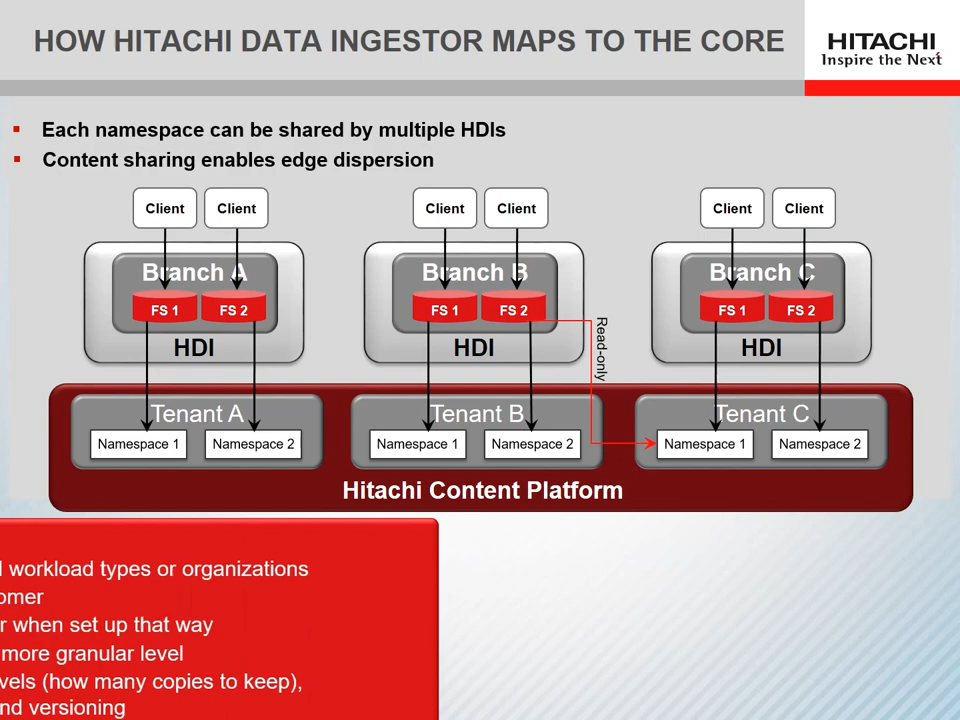 HOW HITACHI DATA INGESTOR MAPS TO THE CORE
HITACHI
Inspire the Next
Each namespace can be shared by multiple HDIs
Content sharing enables edge dispersion
Client Client Client Client Client Client
Branch A Branch B Branch C
FS 1 FS 2 FS 1 FS 2 FS 1 FS 2
HDI HDI HDI
Read-only
Tenant A Tenant B Tenant C
Namespace 1 Namespace 2 Namespace 1 Namespace 2 Namespace 1 Namespace 2
Hitachi Content Platform
workload types or organizations
r when set up that way
more granular level
(how many copies to keep),
versioning